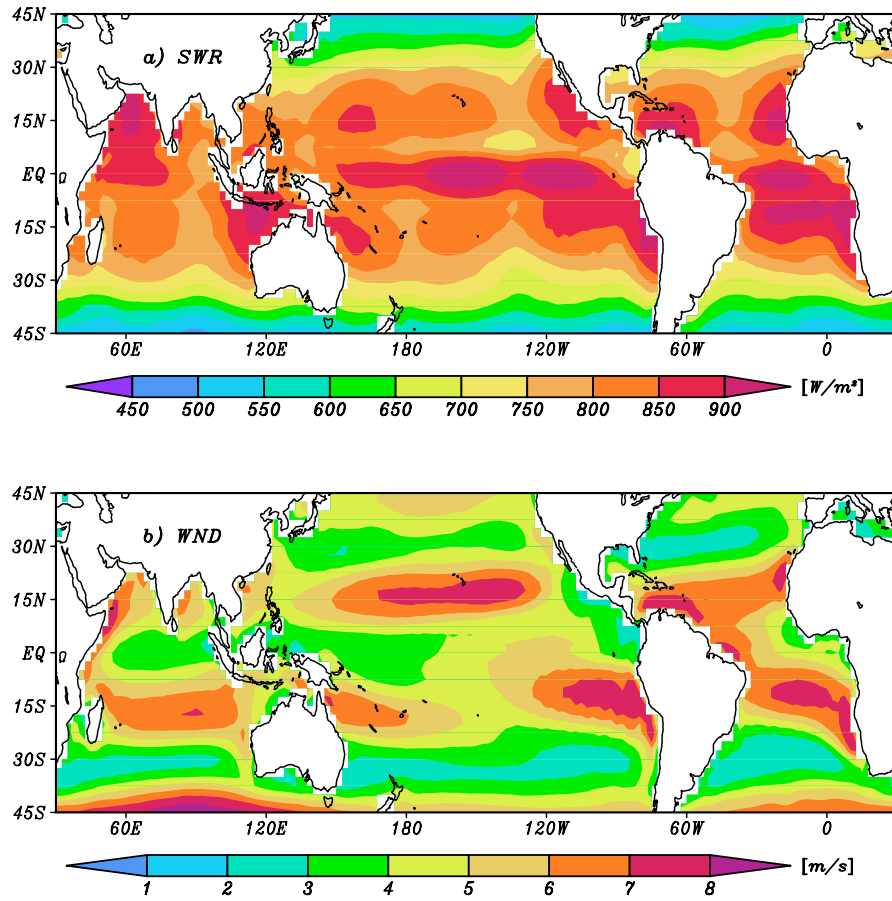 45N
a) SWR
30N
15N
EQ
15S
30S
45S
60E 120E 180 120W 60W 0
450 500 550 600 650 700 750 800 850 900 [W/m²]
45N
b) WND
30N
15N
EQ
15S
30S
45S
60E 120E 180 120W 60W 0
1 2 3 4 5 6 7 8 [m/s]